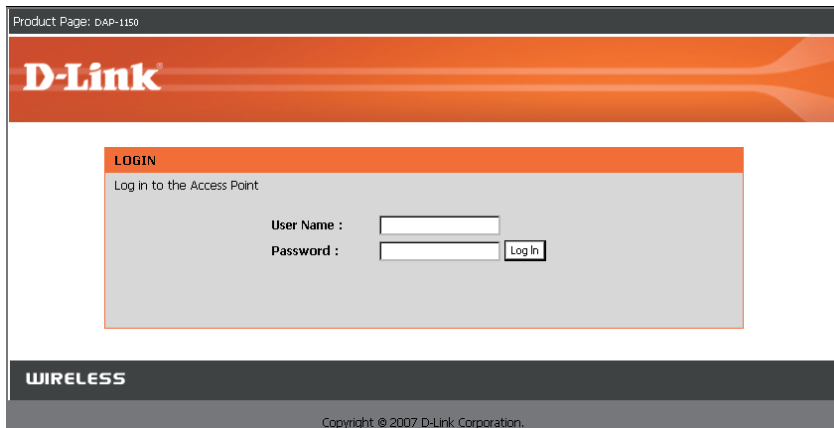 Product Page: DAP-1150
D-Link®
LOGIN
Log in to the Access Point
User Name :
Password :
Log In
WIRELESS
Copyright © 2007 D-Link Corporation.